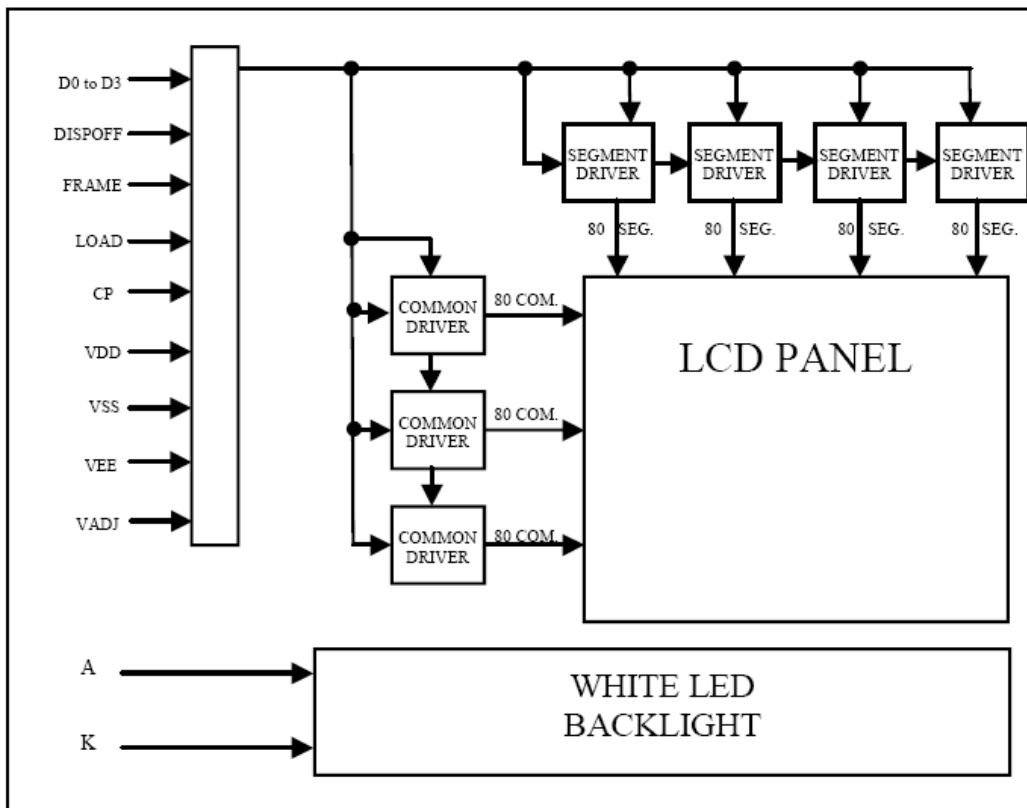 D0 to D3
DISPOFF
FRAME
LOAD
CP
VDD
VSS
VEE
VADJ
SEGMENT
DRIVER
SEGMENT
DRIVER
SEGMENT
DRIVER
SEGMENT
DRIVER
80 SEG.
80 SEG.
80 SEG.
80 SEG.
COMMON
DRIVER
80 COM.
COMMON
DRIVER
80 COM.
COMMON
DRIVER
80 COM.
LCD PANEL
A
K
WHITE LED
BACKLIGHT